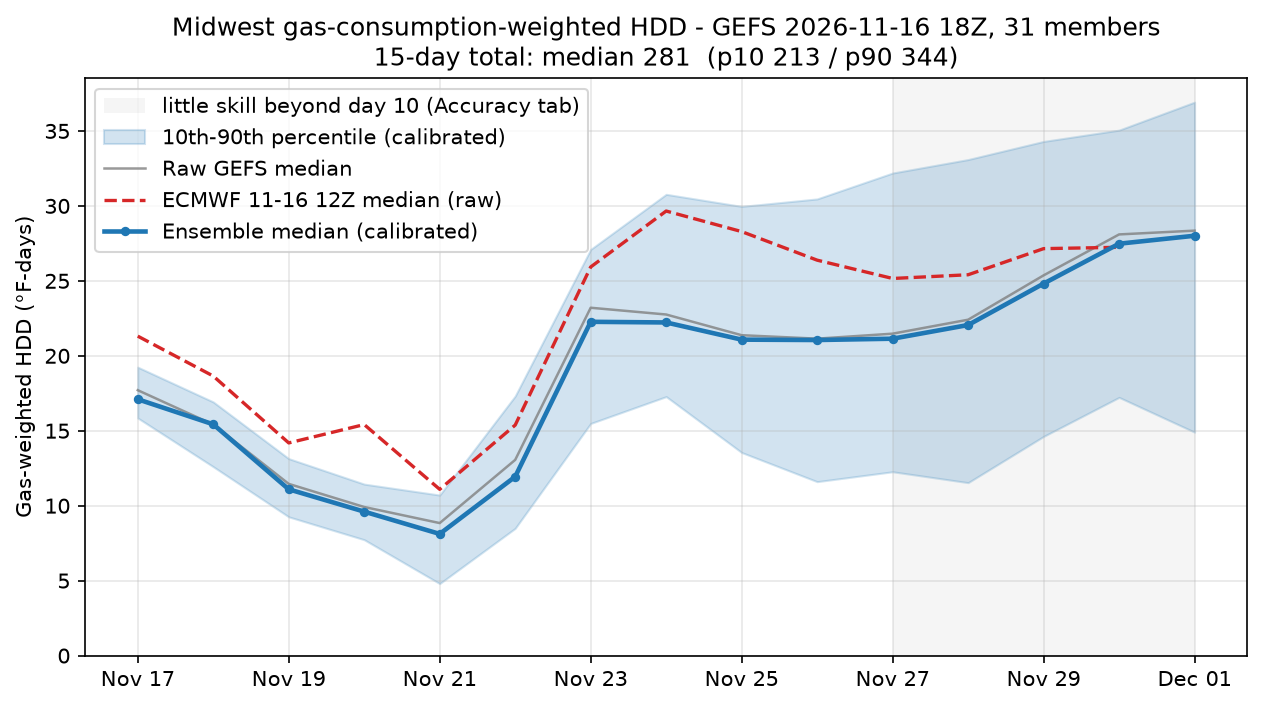 Midwest gas-consumption-weighted HDD - GEFS 2026-11-16 18Z, 31 members
15-day total: median 281  (p10 213 / p90 344)
little skill beyond day 10 (Accuracy tab)
10th-90th percentile (calibrated)
Raw GEFS median
ECMWF 11-16 12Z median (raw)
Ensemble median (calibrated)
Gas-weighted HDD (°F-days)
35
30
25
20
15
10
5
0
Nov 17
Nov 19
Nov 21
Nov 23
Nov 25
Nov 27
Nov 29
Dec 01